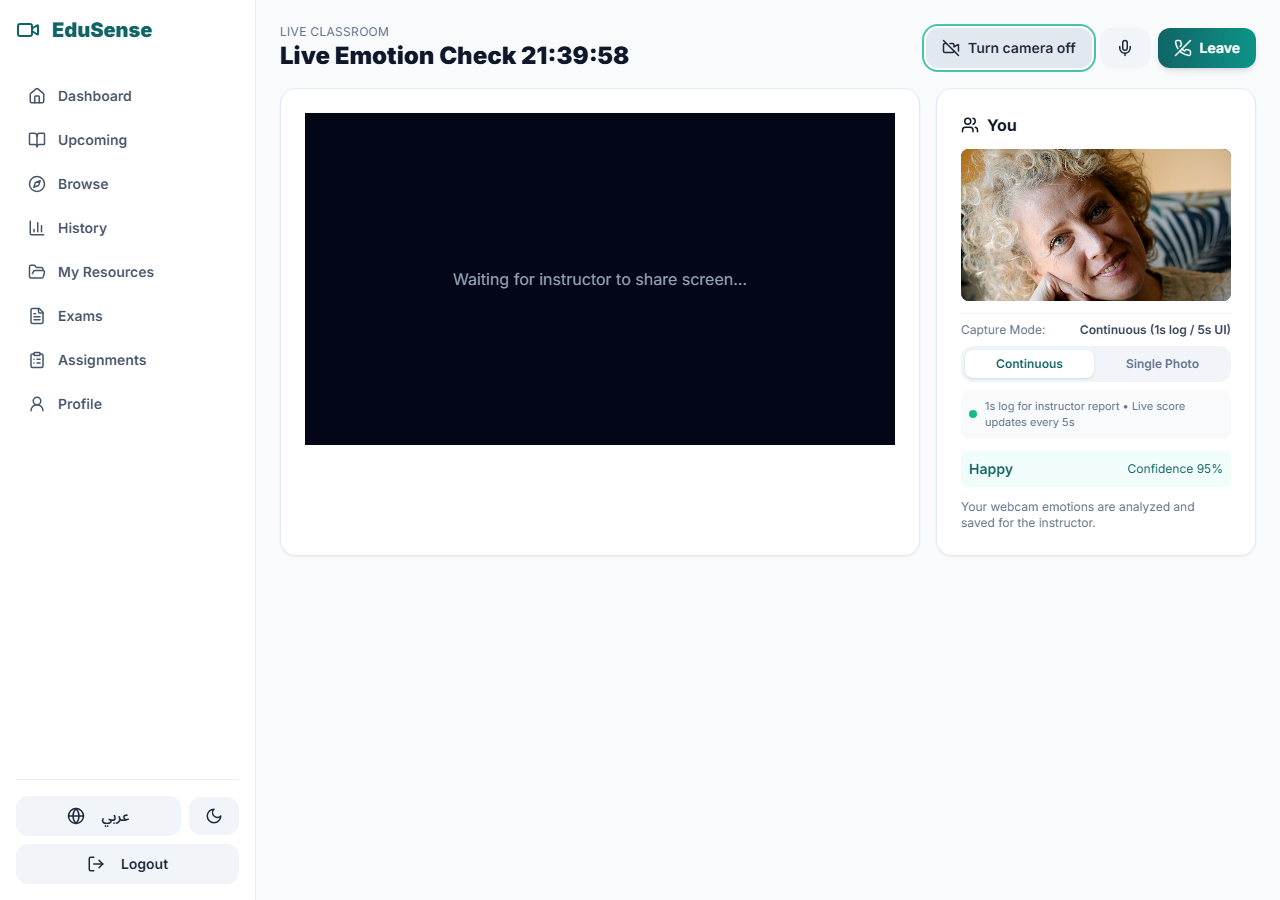 EduSense
Dashboard
Upcoming
Browse
History
My Resources
Exams
Assignments
Profile
عربي
Logout
LIVE CLASSROOM
Live Emotion Check 21:39:58
Turn camera off
Leave
Waiting for instructor to share screen...
You
Capture Mode: Continuous (1s log / 5s UI)
Continuous Single Photo
1s log for instructor report • Live score
updates every 5s
Happy Confidence 95%
Your webcam emotions are analyzed and
saved for the instructor.